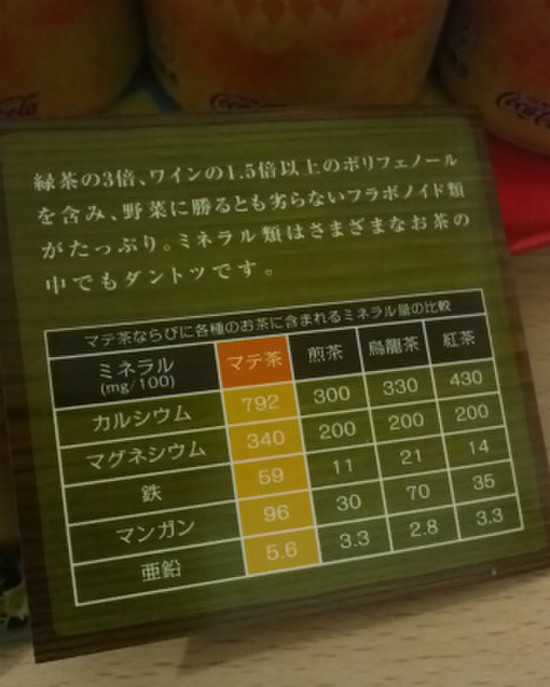 Coca-Cola
緑茶の3倍、ワインの1.5倍以上のポリフェノール
を含み、野菜に勝るとも劣らないフラボノイド類
がたっぷり。ミネラル類はさまざまなお茶の
中でもダントツです。
マテ茶ならびに各種のお茶に含まれるミネラル量の比較
ミネラル (mg/100) マテ茶 煎茶 烏龍茶 紅茶
カルシウム 792 300 330 430
マグネシウム 340 200 200 200
鉄 59 11 21 14
マンガン 96 30 70 35
亜鉛 5.6 3.3 2.8 3.3